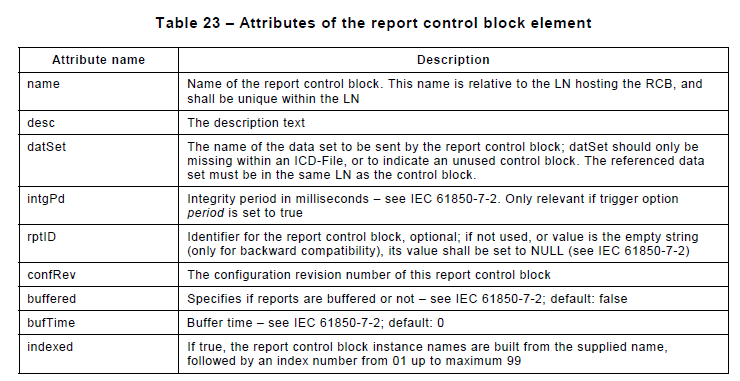 Table 23 – Attributes of the report control block element
Attribute name
Description
name
Name of the report control block. This name is relative to the LN hosting the RCB, and
shall be unique within the LN
desc
The description text
datSet
The name of the data set to be sent by the report control block; datSet should only be
missing within an ICD-File, or to indicate an unused control block. The referenced data
set must be in the same LN as the control block.
intgPd
Integrity period in milliseconds – see IEC 61850-7-2. Only relevant if trigger option
period is set to true
rptID
Identifier for the report control block, optional; if not used, or value is the empty string
(only for backward compatibility), its value shall be set to NULL (see IEC 61850-7-2)
confRev
The configuration revision number of this report control block
buffered
Specifies if reports are buffered or not – see IEC 61850-7-2; default: false
bufTime
Buffer time – see IEC 61850-7-2; default: 0
indexed
If true, the report control block instance names are built from the supplied name,
followed by an index number from 01 up to maximum 99